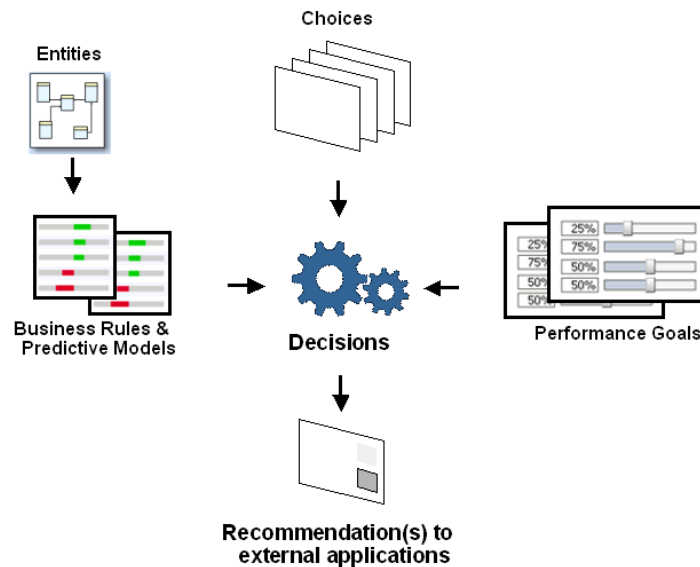 Choices
Entities
25%
75%
50%
50%
25%
75%
50%
50%
Business Rules &
Predictive Models
Decisions
Performance Goals
Recommendation(s) to
external applications